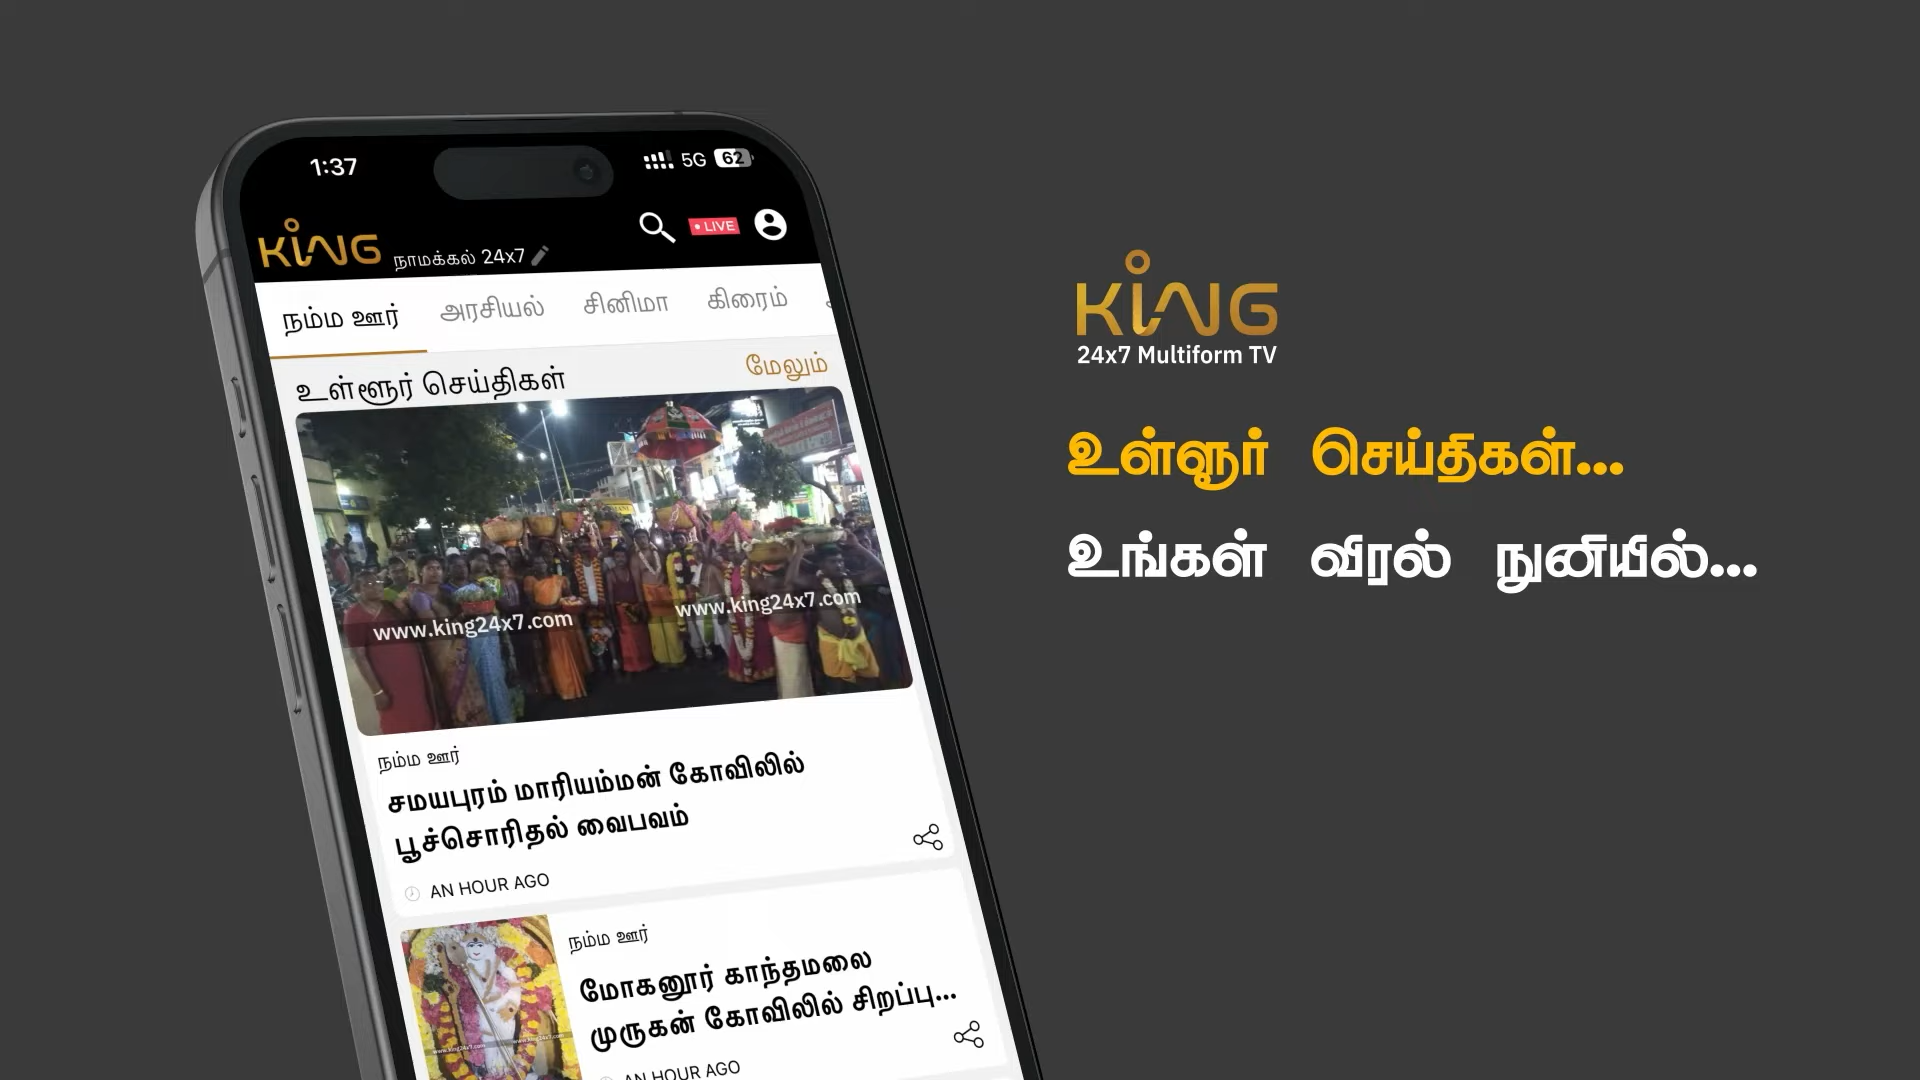 1:37
5G 62
KING நாமக்கல் 24x7
LIVE
நம்ம ஊர் அரசியல் சினிமா கிரைம்
உள்ளூர் செய்திகள் மேலும்
www.king24x7.com
www.king24x7.com
நம்ம ஊர்
சமயபுரம் மாரியம்மன் கோவிலில்
பூச்சொரிதல் வைபவம்
AN HOUR AGO
நம்ம ஊர்
மோகனூர் காந்தமலை
முருகன் கோவிலில் சிறப்பு...
AN HOUR AGO
KING
24x7 Multiform TV
உள்ளூர் செய்திகள்...
உங்கள் விரல் நுனியில்...